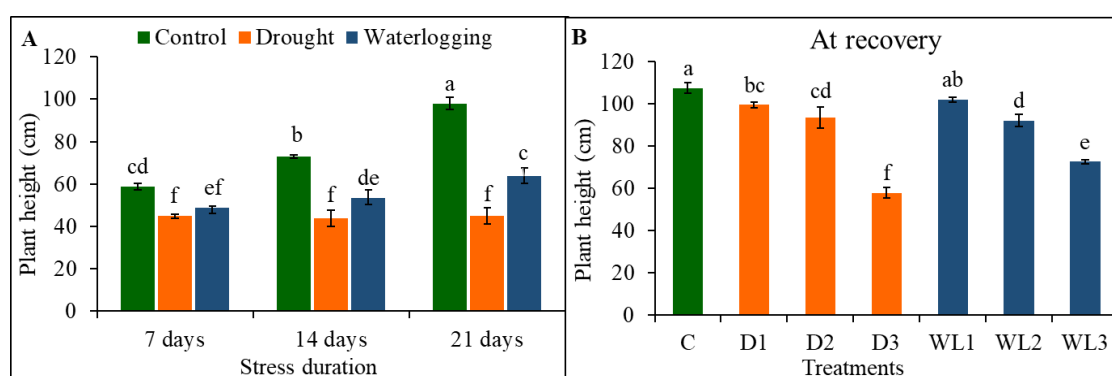 A
Control Drought Waterlogging
Plant height (cm)
120
100
80
60
40
20
0
cd f ef
b f de
a f c
7 days 14 days 21 days
Stress duration
B
At recovery
Plant height (cm)
120
100
80
60
40
20
0
a bc cd f ab d e
C D1 D2 D3 WL1 WL2 WL3
Treatments